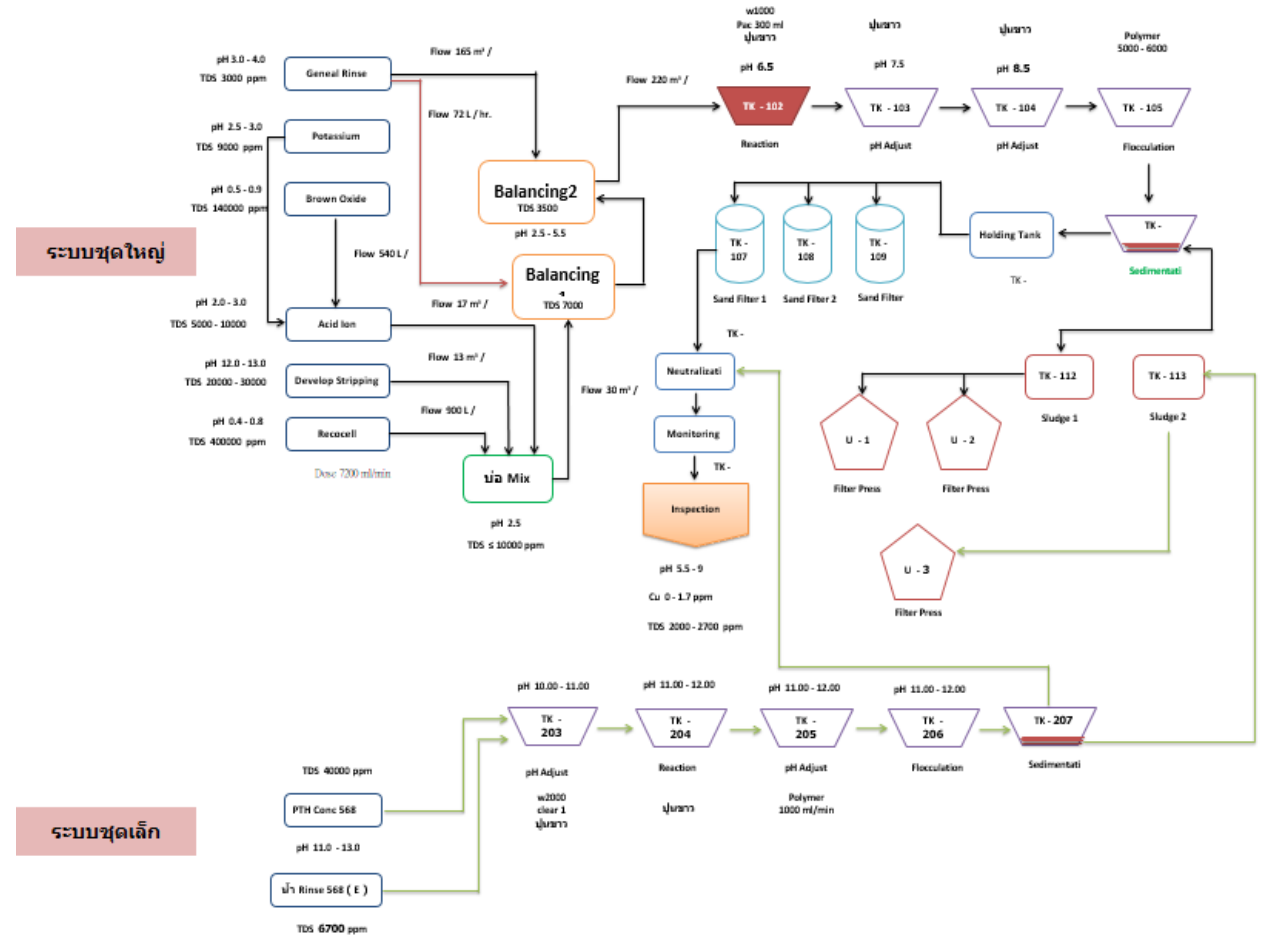 ระบบชุดใหญ่
pH 3.0 - 4.0
TDS 3000 ppm
Geneal Rinse
Flow 165 m³ /
Flow 72 L / hr.
pH 2.5 - 3.0
TDS 9000 ppm
Potassium
pH 0.5 - 0.9
TDS 140000 ppm
Brown Oxide
Flow 540 L /
pH 2.0 - 3.0
TDS 5000 - 10000
Acid Ion
Flow 17 m³ /
pH 12.0 - 13.0
TDS 20000 - 30000
Develop Stripping
Flow 13 m³ /
pH 0.4 - 0.8
TDS 400000 ppm
Recocell
Flow 900 L /
Dose 7200 ml/min
บ่อ Mix
pH 2.5
TDS ≤ 10000 ppm
Flow 30 m³ /
Balancing2
TDS 3500
pH 2.5 - 5.5
Balancing
TDS 7000
Flow 220 m³ /
w1000
Pac 300 ml
ปูนขาว
pH 6.5
TK - 102
Reaction
ปูนขาว
pH 7.5
TK - 103
pH Adjust
ปูนขาว
pH 8.5
TK - 104
pH Adjust
Polymer
5000 - 6000
TK - 105
Flocculation
TK -
Sedimentati
Holding Tank
TK -
TK -
107
Sand Filter 1
TK -
108
Sand Filter 2
TK -
109
Sand Filter
TK -
Neutralizati
Monitoring
TK -
Inspection
pH 5.5 - 9
Cu 0 - 1.7 ppm
TDS 2000 - 2700 ppm
TK - 112
Sludge 1
TK - 113
Sludge 2
U - 1
Filter Press
U - 2
Filter Press
U - 3
Filter Press
ระบบชุดเล็ก
TDS 40000 ppm
PTH Conc 568
pH 11.0 - 13.0
น้ำ Rinse 568 ( E )
TDS 6700 ppm
pH 10.00 - 11.00
TK -
203
pH Adjust
w2000
clear 1
ปูนขาว
pH 11.00 - 12.00
TK -
204
Reaction
ปูนขาว
pH 11.00 - 12.00
TK -
205
pH Adjust
Polymer
1000 ml/min
pH 11.00 - 12.00
TK -
206
Flocculation
TK - 207
Sedimentati